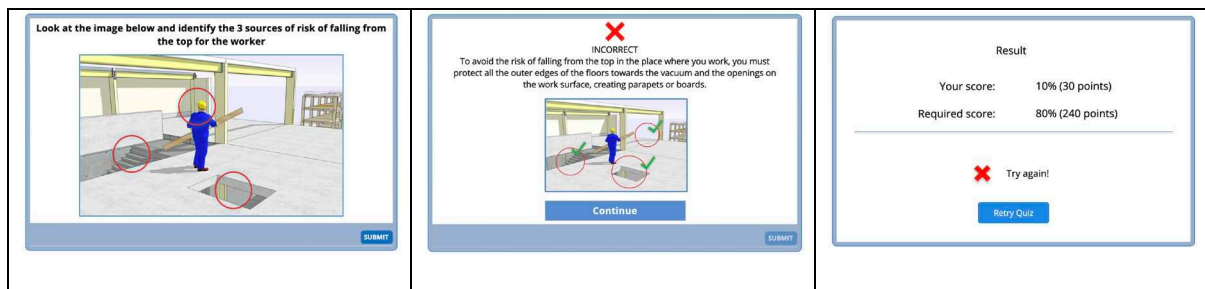 Look at the image below and identify the 3 sources of risk of falling from
the top for the worker
SUBMIT
INCORRECT
To avoid the risk of falling from the top in the place where you work, you must
protect all the outer edges of the floors towards the vacuum and the openings on
the work surface, creating parapets or boards.
Continue
SUBMIT
Result
Your score: 10% (30 points)
Required score: 80% (240 points)
Try again!
Retry Quiz